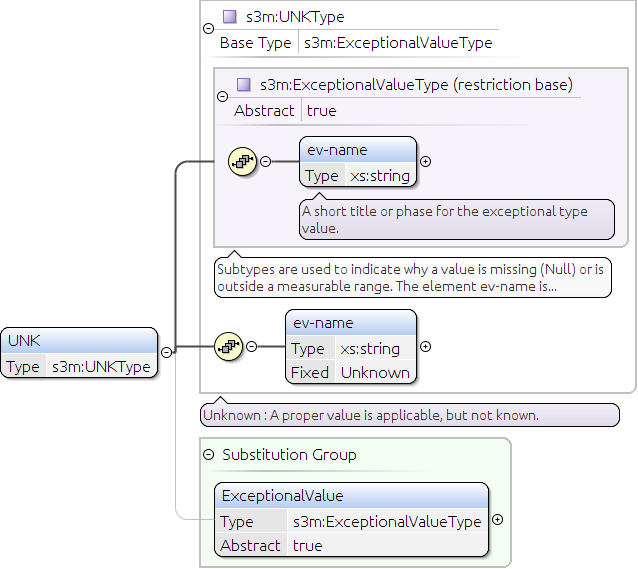 s3m:UNKType
Base Type s3m:ExceptionalValueType
s3m:ExceptionalValueType (restriction base)
Abstract true
ev-name
Type xs:string
A short title or phase for the exceptional type
value.
Subtypes are used to indicate why a value is missing (Null) or is
outside a measurable range. The element ev-name is...
UNK
Type s3m:UNKType
ev-name
Type xs:string
Fixed Unknown
Unknown : A proper value is applicable, but not known.
Substitution Group
ExceptionalValue
Type s3m:ExceptionalValueType
Abstract true